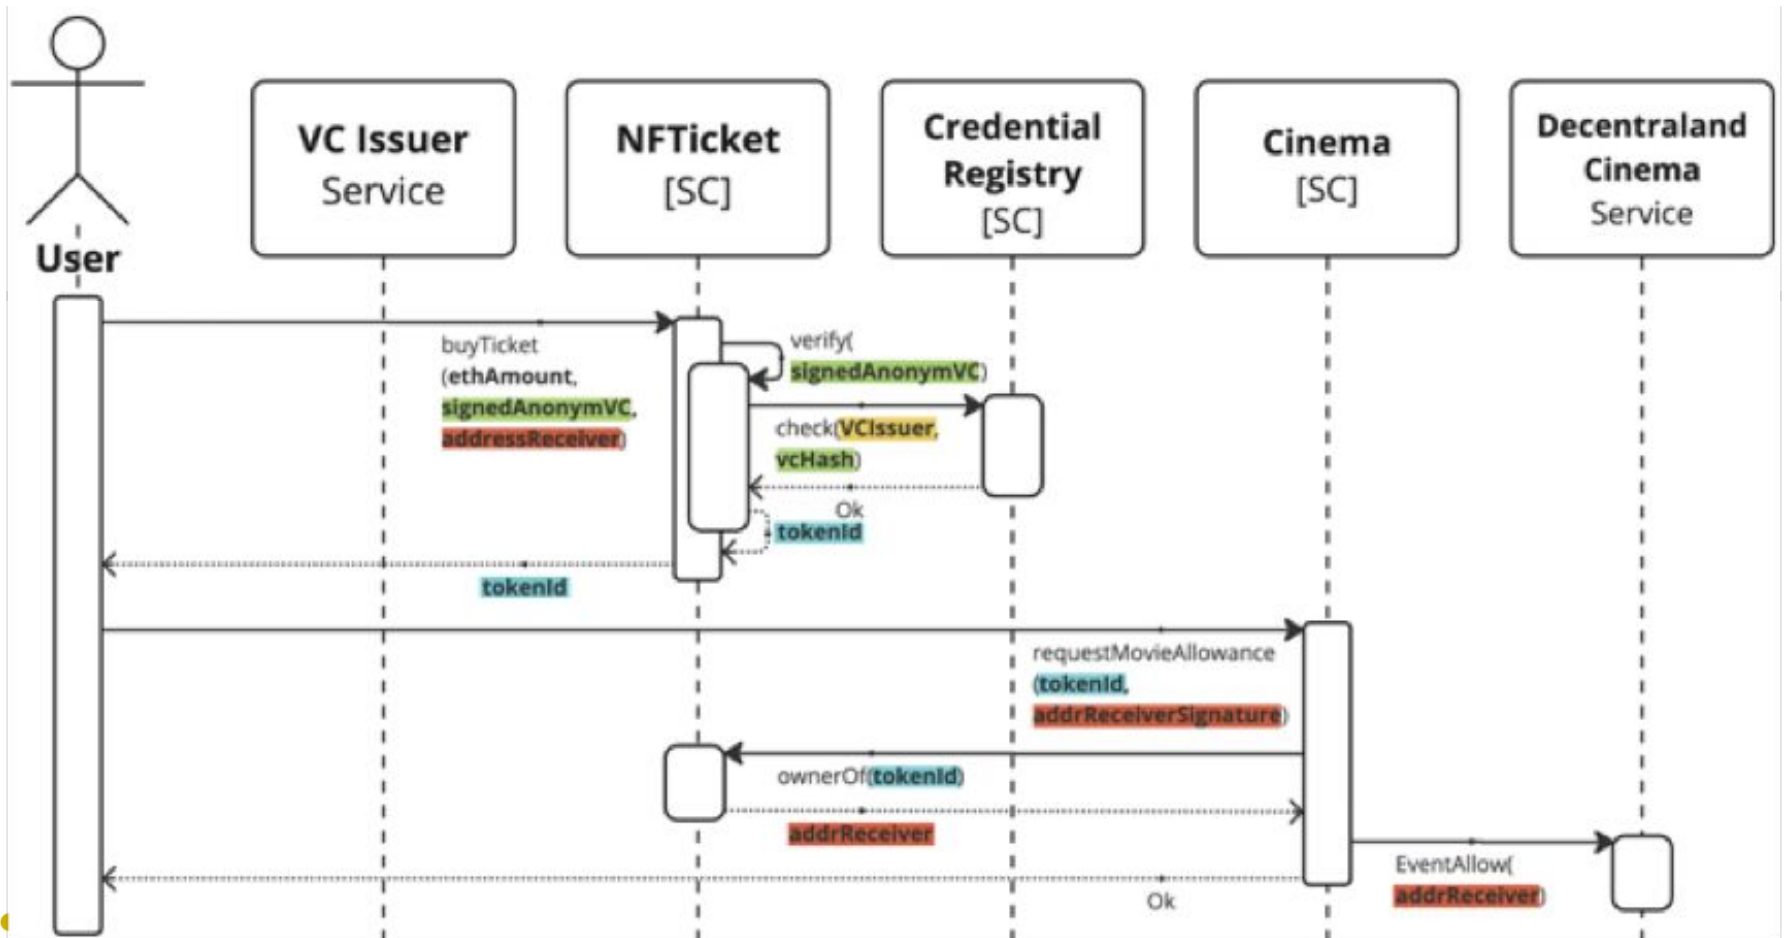 User
VC Issuer
Service
NFTicket
[SC]
Credential
Registry
[SC]
Cinema
[SC]
Decentraland
Cinema
Service
buyTicket
(ethAmount,
signedAnonymVC,
addressReceiver)
verify(
signedAnonymVC)
check(VCIssuer,
vcHash)
Ok
tokenId
tokenId
requestMovieAllowance
(tokenId,
addrReceiverSignature)
ownerOf(tokenId)
addrReceiver
EventAllow(
addrReceiver)
Ok